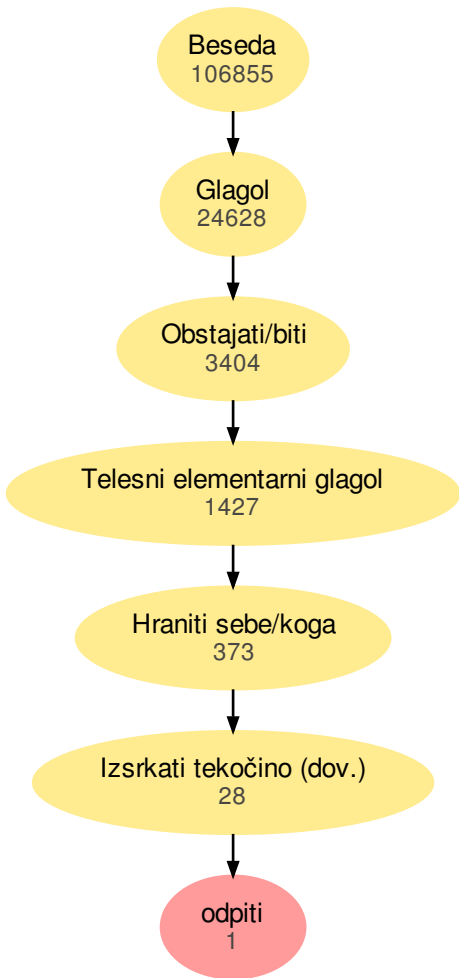 Beseda
106855
Glagol
24628
Obstajati/biti
3404
Telesni elementarni glagol
1427
Hraniti sebe/koga
373
Izsrkati tekočino (dov.)
28
odpiti
1